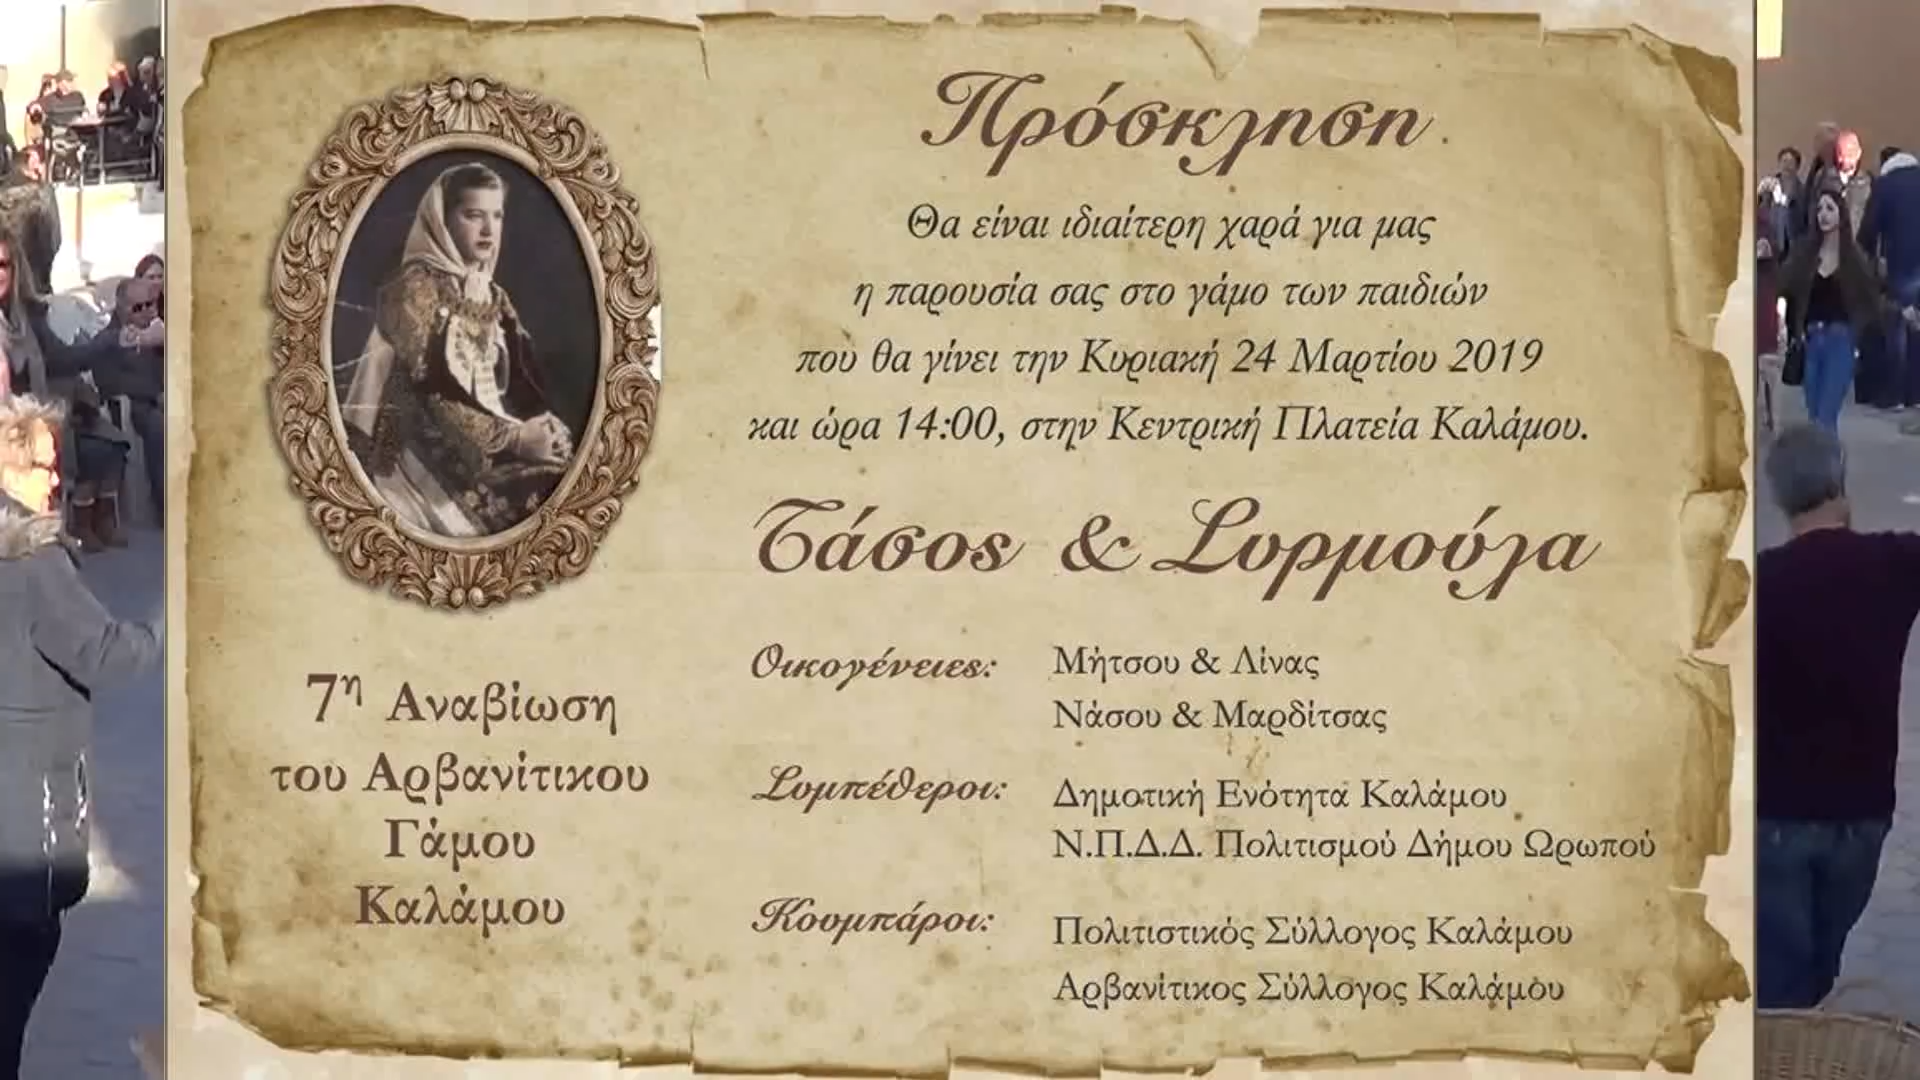 Πρόσκληση
Θα είναι ιδιαίτερη χαρά για μας
η παρουσία σας στο γάμο των παιδιών
που θα γίνει την Κυριακή 24 Μαρτίου 2019
και ώρα 14:00, στην Κεντρική Πλατεία Καλάμου.
Τάσος & Συρμούλα
Οικογένειες: Μήτσου & Λίνας
Νάσου & Μαρδίτσας
Συμπέθεροι: Δημοτική Ενότητα Καλάμου
Ν.Π.Δ.Δ. Πολιτισμού Δήμου Ωρωπού
Κουμπάροι: Πολιτιστικός Σύλλογος Καλάμου
Αρβανίτικος Σύλλογος Καλάμου
7η Αναβίωση
του Αρβανίτικου
Γάμου
Καλάμου